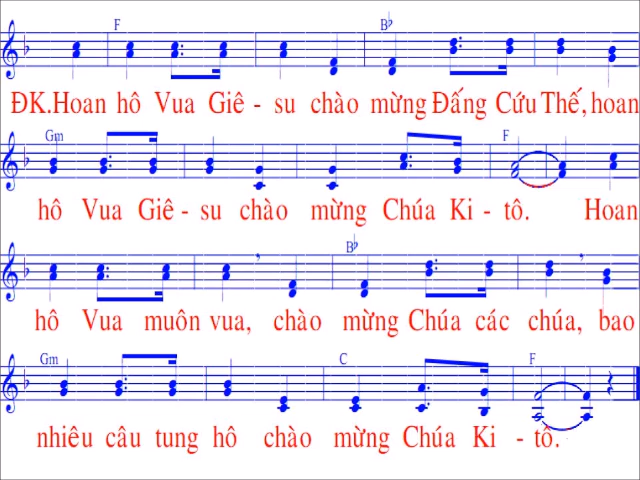 F B♭
ĐK.Hoan hô Vua Giê - su chào mừng Đấng Cứu Thế, hoan
Gm F
hô Vua Giê - su chào mừng Chúa Ki - tô. Hoan
B♭
hô Vua muôn vua, chào mừng Chúa các chúa, bao
Gm C F
nhiêu câu tung hô chào mừng Chúa Ki - tô.